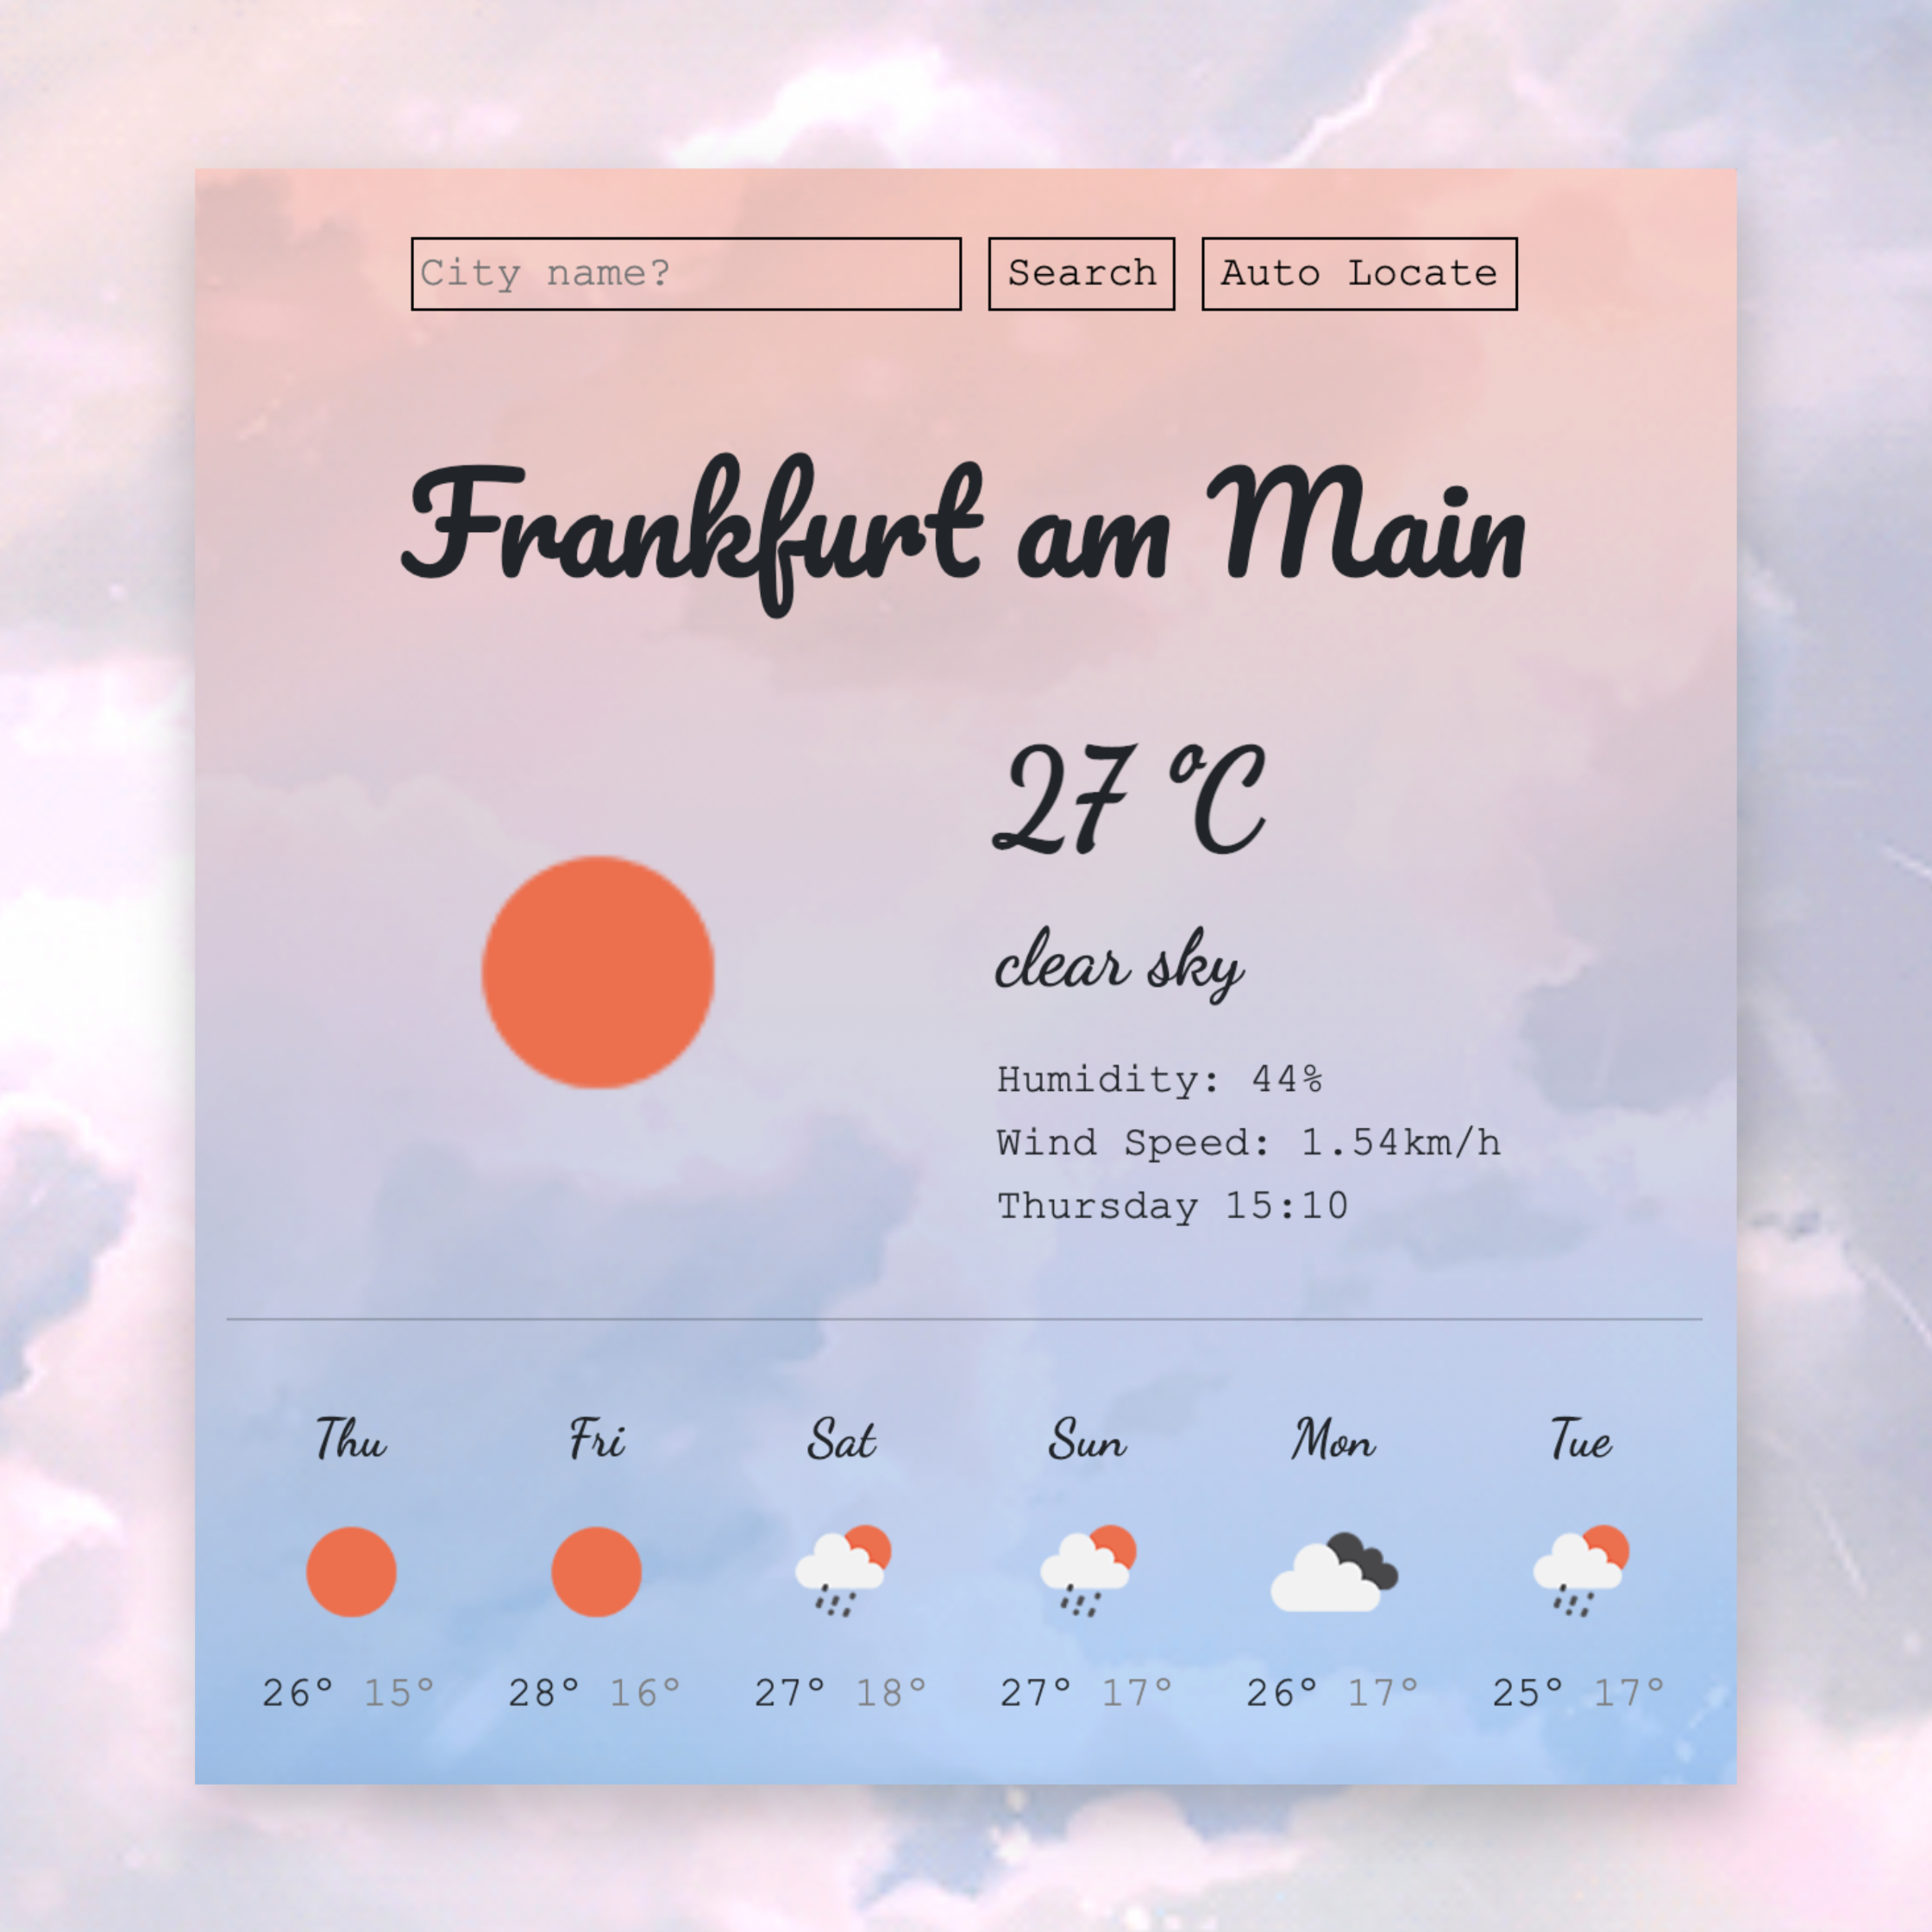 City name? Search Auto Locate
Frankfurt am Main
27 °C
clear sky
Humidity: 44%
Wind Speed: 1.54km/h
Thursday 15:10
Thu Fri Sat Sun Mon Tue
26° 15° 28° 16° 27° 18° 27° 17° 26° 17° 25° 17°